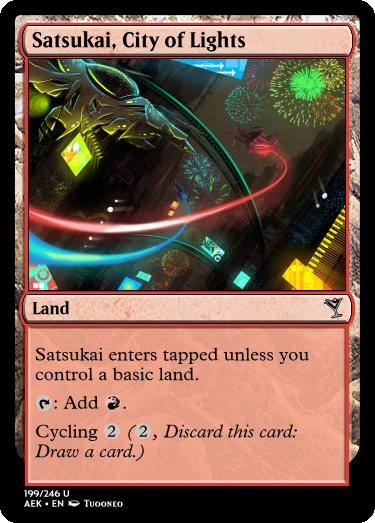 Satsukai, City of Lights
Land
Satsukai enters tapped unless you
control a basic land.
: Add .
Cycling 2 (2, Discard this card:
Draw a card.)
199/246 U
AEK • EN Tuooneo